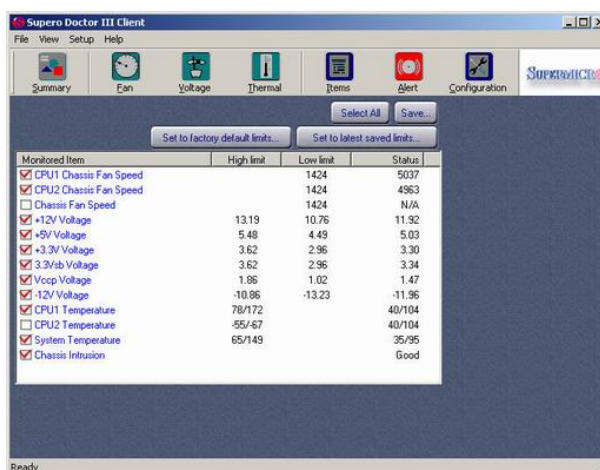 Supero Doctor III Client
File View Setup Help
Summary Fan Voltage Thermal Items Alert Configuration
SUPERMICR
Select All Save...
Set to factory default limits... Set to latest saved limits...
Monitored Item High limit Low limit Status
CPU1 Chassis Fan Speed 1424 5037
CPU2 Chassis Fan Speed 1424 4963
Chassis Fan Speed 1424 N/A
+12V Voltage 13.19 10.76 11.92
+5V Voltage 5.48 4.49 5.03
+3.3V Voltage 3.62 2.96 3.30
3.3Vsb Voltage 3.62 2.96 3.34
Vccp Voltage 1.86 1.02 1.47
-12V Voltage -10.86 -13.23 -11.96
CPU1 Temperature 78/172 40/104
CPU2 Temperature -55/-67 40/104
System Temperature 65/149 35/95
Chassis Intrusion Good
Ready